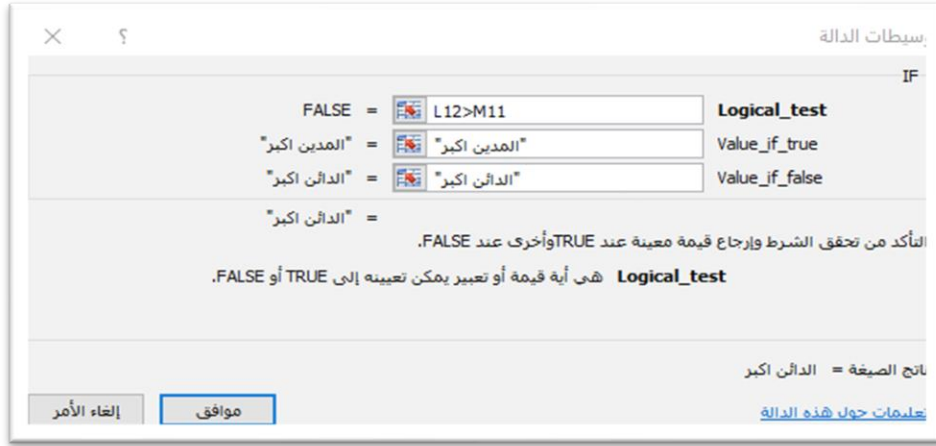 وسيطات الدالة ؟ ×
IF
Logical_test L12>M11 = FALSE
Value_if_true "المدين اكبر" = "المدين اكبر"
Value_if_false "الدائن اكبر" = "الدائن اكبر"
= "الدائن اكبر"
التأكد من تحقق الشرط وإرجاع قيمة معينة عند TRUEوأخرى عند FALSE.
Logical_test هي أية قيمة أو تعبير يمكن تعيينه إلى TRUE أو FALSE.
ناتج الصيغة = الدائن اكبر
تعليمات حول هذه الدالة موافق إلغاء الأمر